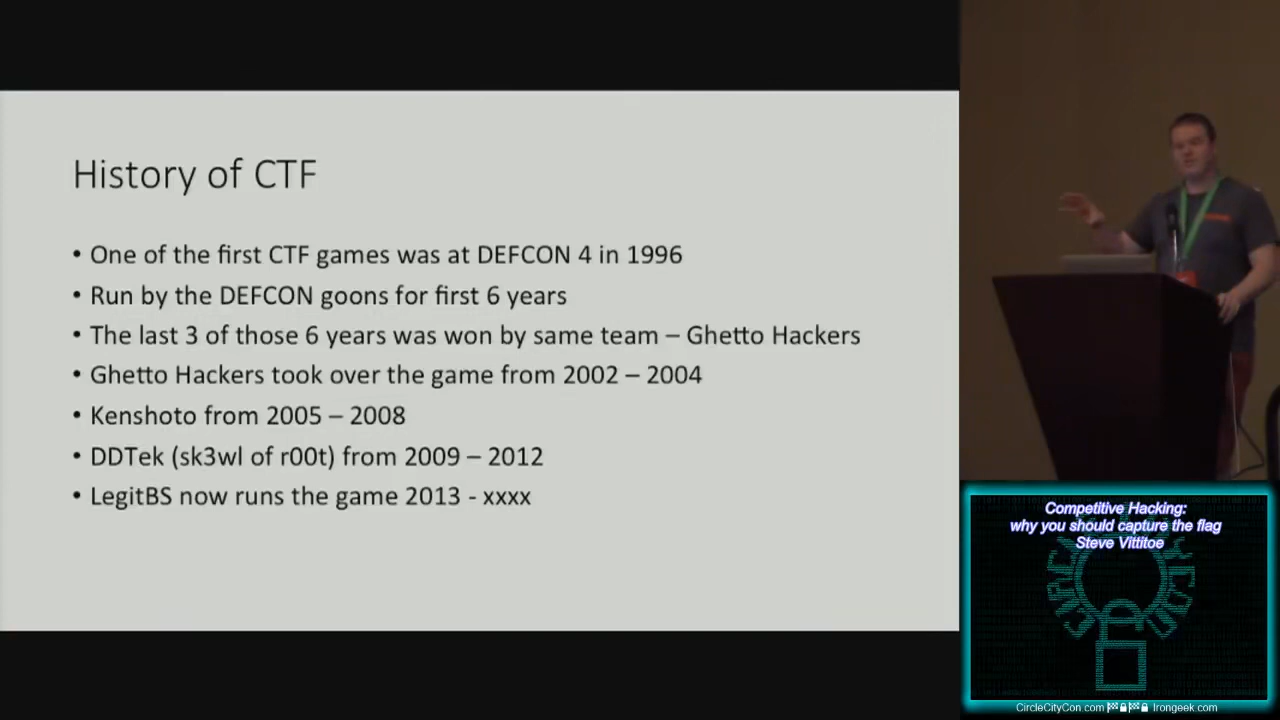 History of CTF
• One of the first CTF games was at DEFCON 4 in 1996
• Run by the DEFCON goons for first 6 years
• The last 3 of those 6 years was won by same team – Ghetto Hackers
• Ghetto Hackers took over the game from 2002 – 2004
• Kenshoto from 2005 – 2008
• DDTek (sk3wl of r00t) from 2009 – 2012
• LegitBS now runs the game 2013 - xxxx
Competitive Hacking:
why you should capture the flag
Steve Vittitoe
CircleCityCon.com Irongeek.com